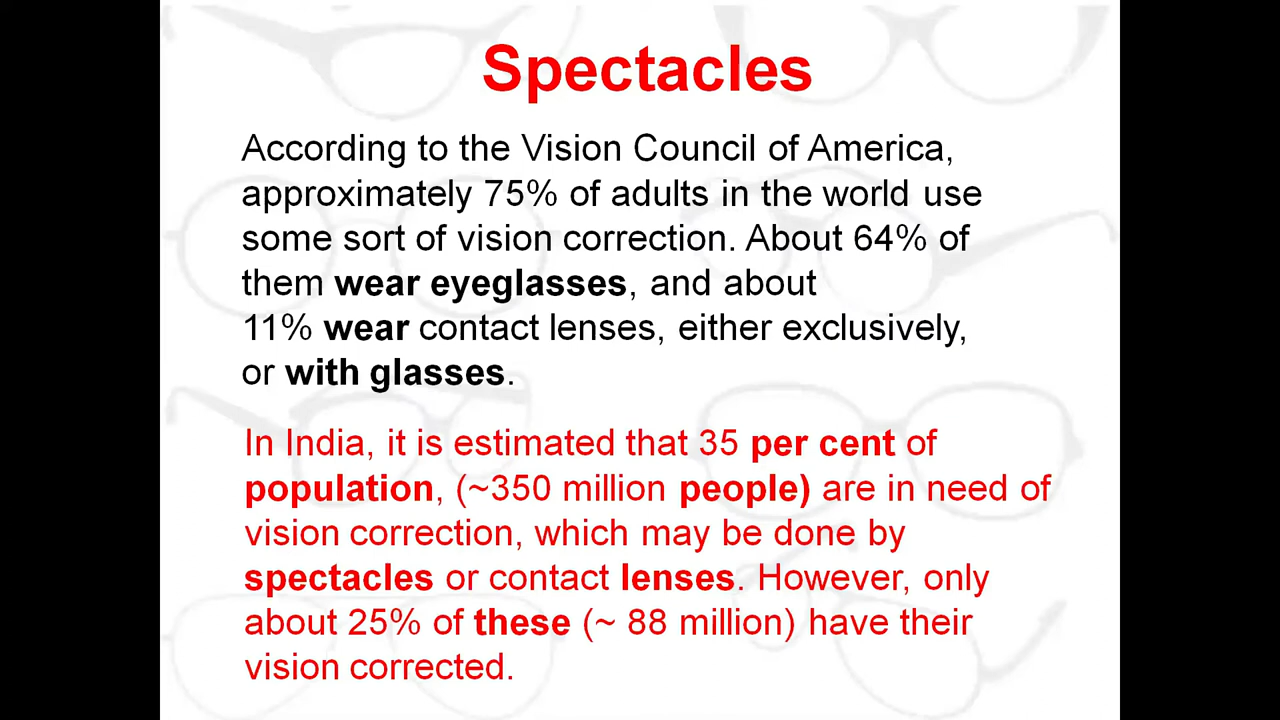 Spectacles
According to the Vision Council of America,
approximately 75% of adults in the world use
some sort of vision correction. About 64% of
them wear eyeglasses, and about
11% wear contact lenses, either exclusively,
or with glasses.
In India, it is estimated that 35 per cent of
population, (~350 million people) are in need of
vision correction, which may be done by
spectacles or contact lenses. However, only
about 25% of these (~ 88 million) have their
vision corrected.